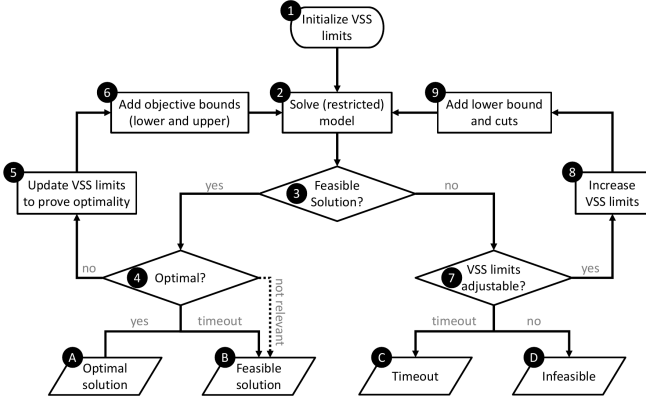 1
Initialize VSS
limits
6
Add objective bounds
(lower and upper)
2
Solve (restricted)
model
9
Add lower bound
and cuts
5
Update VSS limits
to prove optimality
yes
3
Feasible
Solution?
no
8
Increase
VSS limits
no
4
Optimal?
not relevant
7
VSS limits
adjustable?
yes
yes
timeout
timeout
no
A
Optimal
solution
B
Feasible
solution
C
Timeout
D
Infeasible